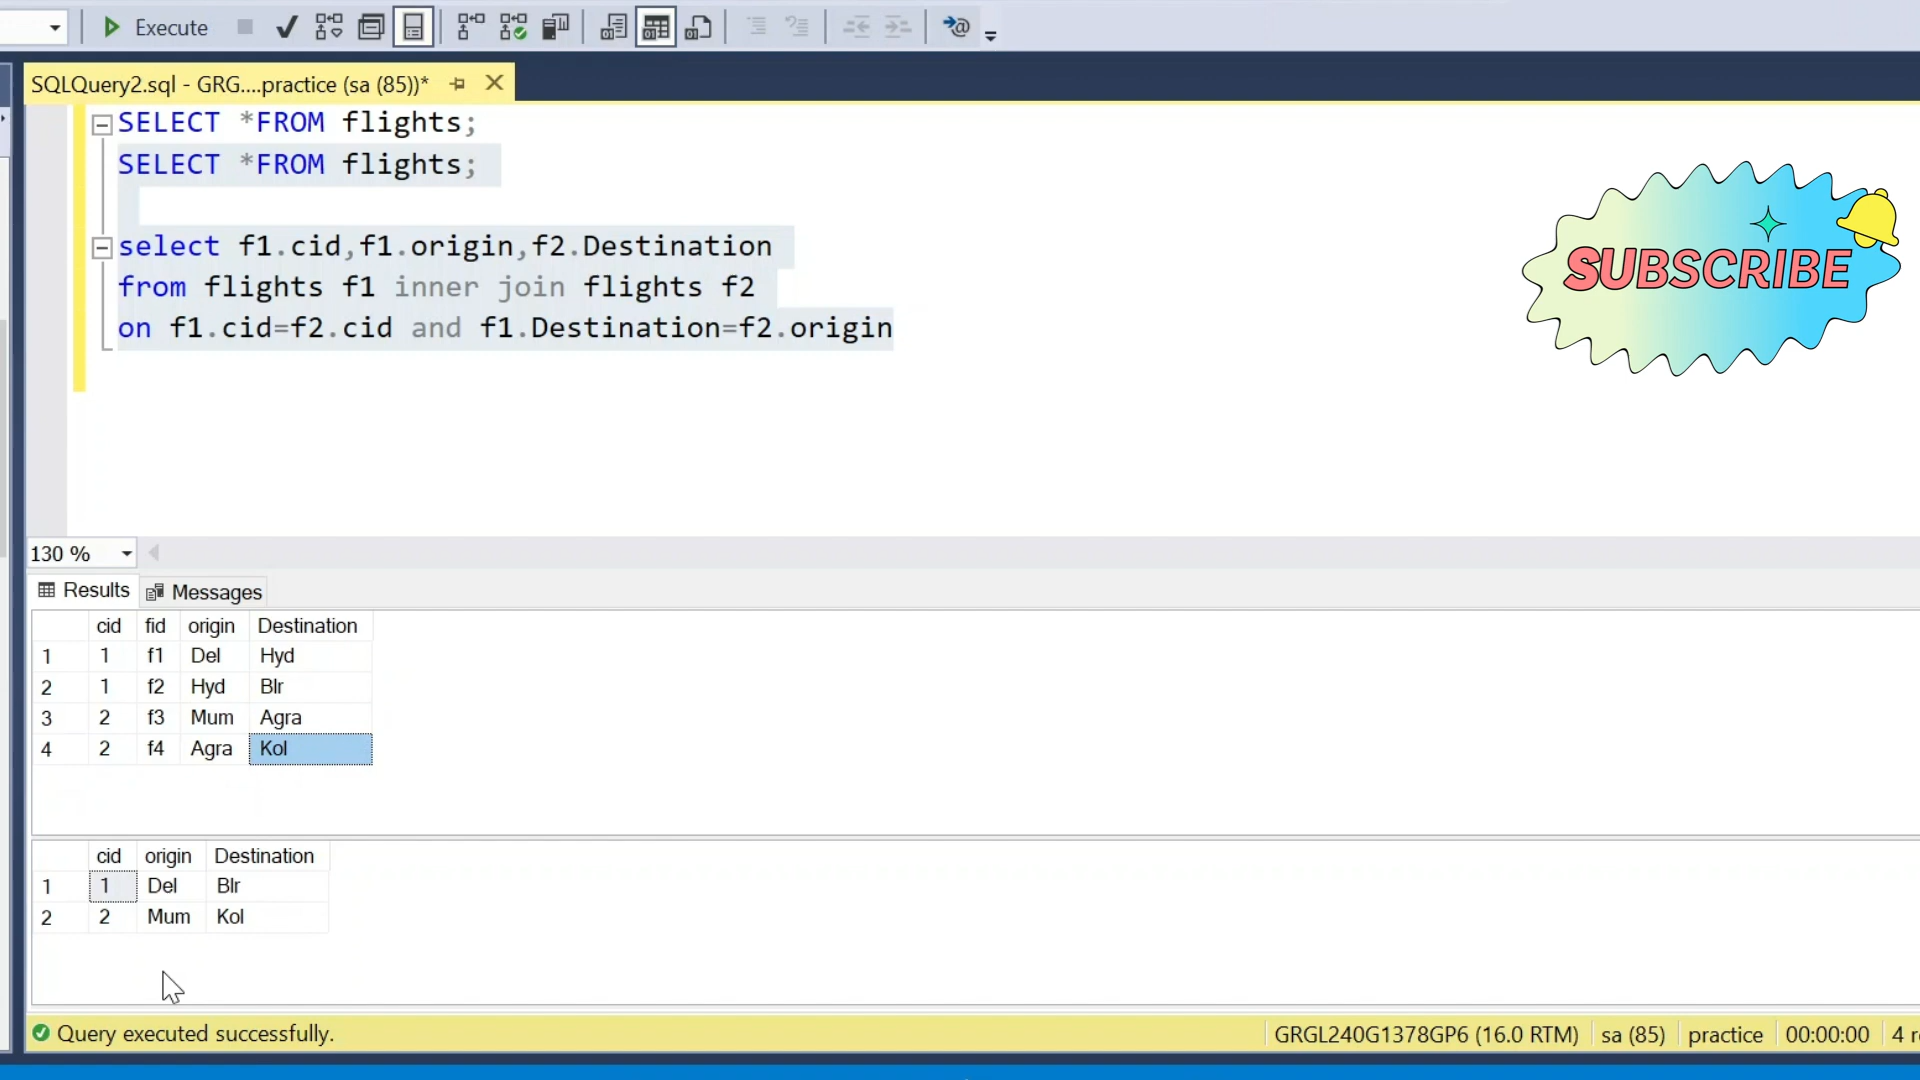 Execute
SQLQuery2.sql - GRG....practice (sa (85))*
SELECT *FROM flights;
SELECT *FROM flights;
select f1.cid,f1.origin,f2.Destination
from flights f1 inner join flights f2
on f1.cid=f2.cid and f1.Destination=f2.origin
SUBSCRIBE
130 %
Results Messages
cid fid origin Destination
1 1 f1 Del Hyd
2 1 f2 Hyd Blr
3 2 f3 Mum Agra
4 2 f4 Agra Kol
cid origin Destination
1 1 Del Blr
2 2 Mum Kol
Query executed successfully. GRGL240G1378GP6 (16.0 RTM) sa (85) practice 00:00:00 4